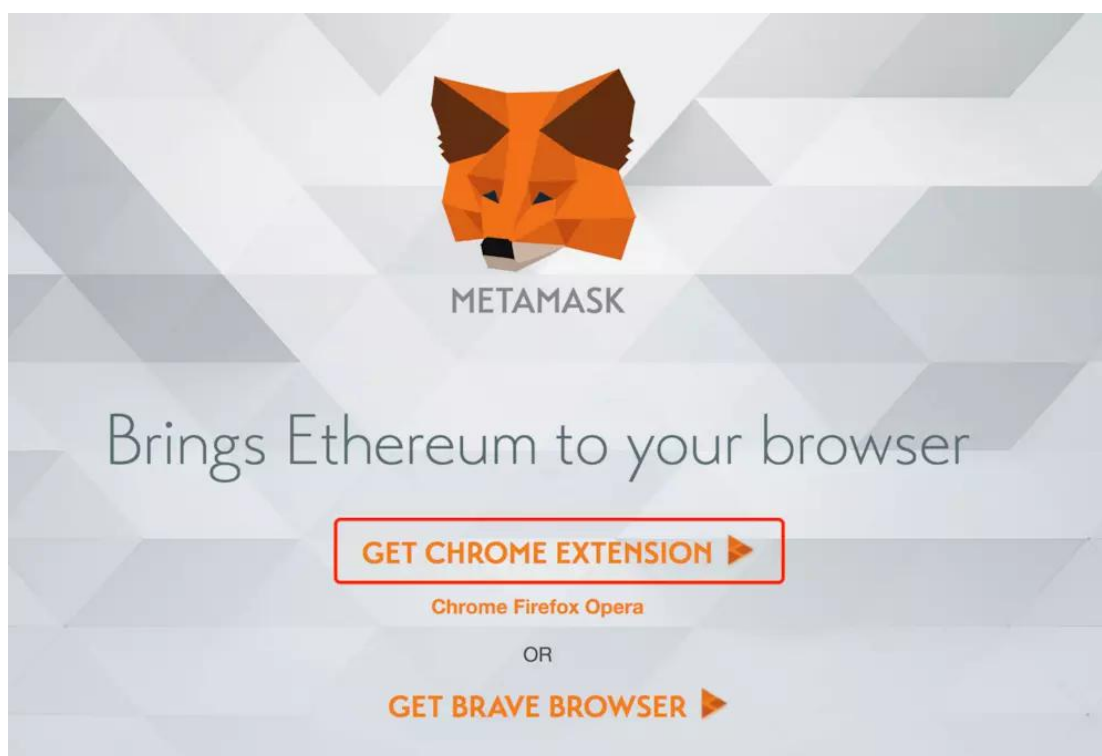 METAMASK
Brings Ethereum to your browser
GET CHROME EXTENSION
Chrome Firefox Opera
OR
GET BRAVE BROWSER